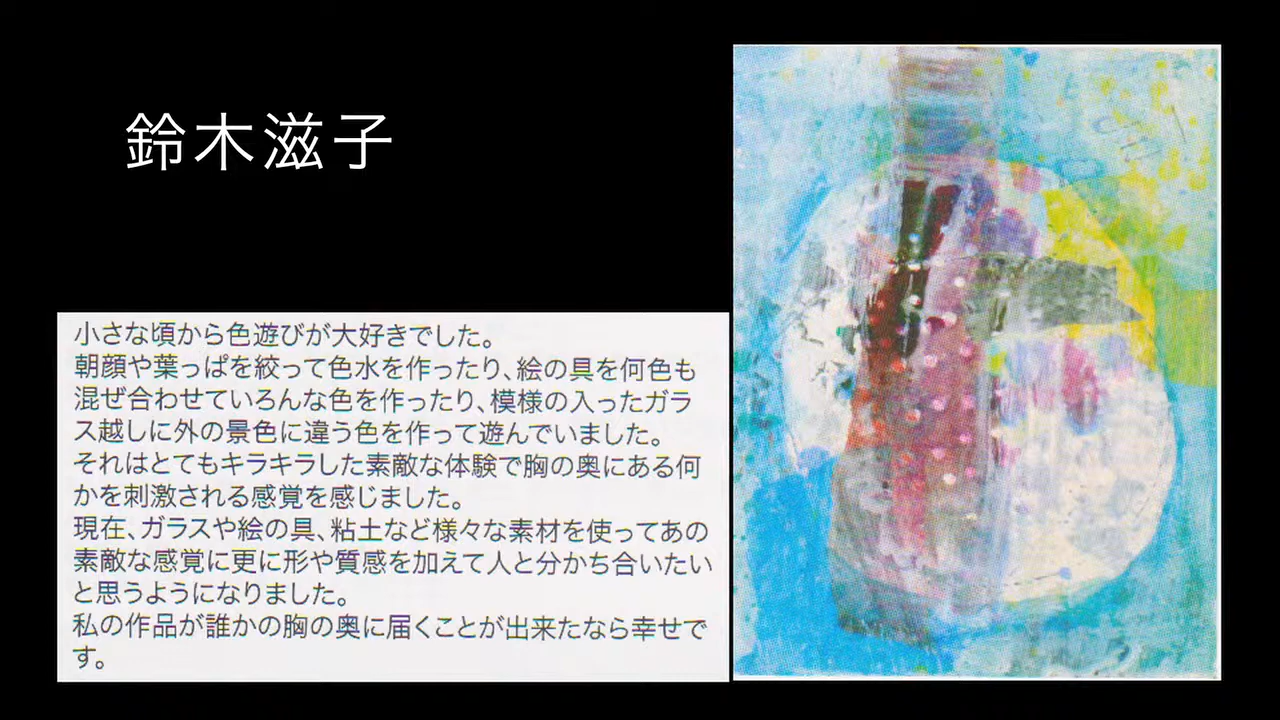 鈴木滋子
小さな頃から色遊びが大好きでした。
朝顔や葉っぱを絞って色水を作ったり、絵の具を何色も
混ぜ合わせていろんな色を作ったり、模様の入ったガラ
ス越しに外の景色に違う色を作って遊んでいました。
それはとてもキラキラした素敵な体験で胸の奥にある何
かを刺激される感覚を感じました。
現在、ガラスや絵の具、粘土など様々な素材を使ってあの
素敵な感覚に更に形や質感を加えて人と分かち合いたい
と思うようになりました。
私の作品が誰かの胸の奥に届くことが出来たなら幸せで
す。